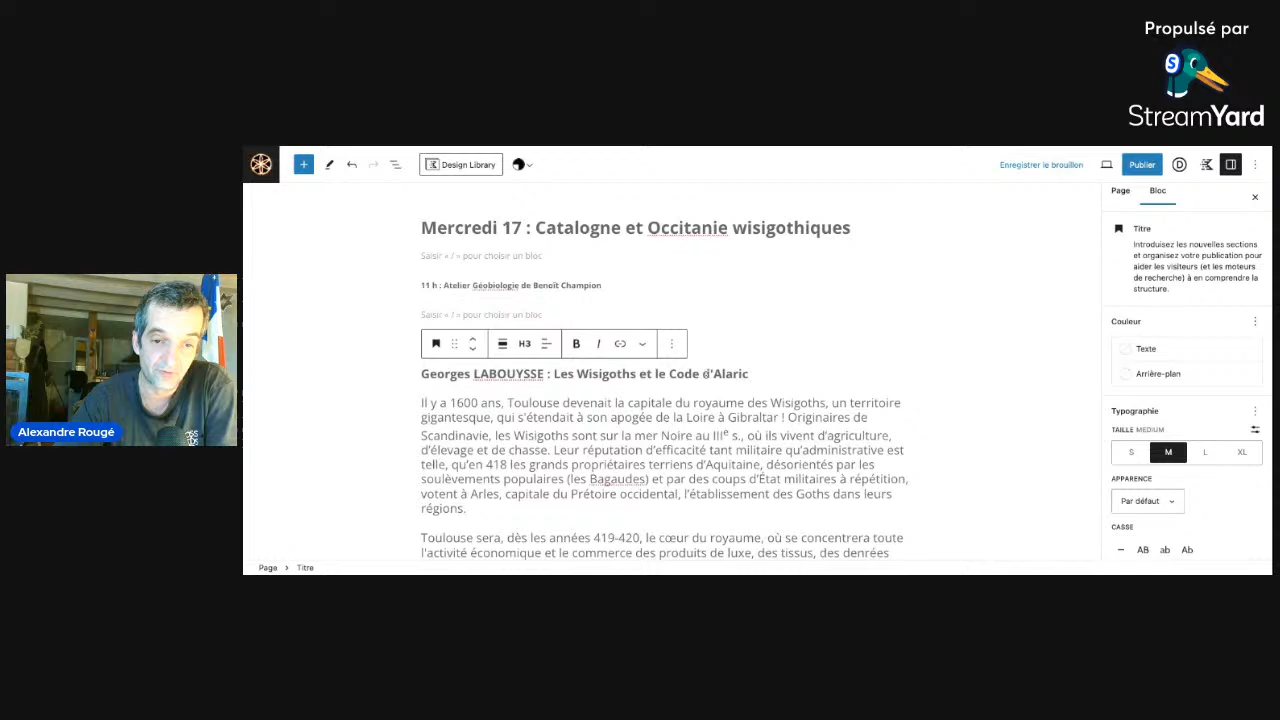 Propulsé par
StreamYard
Design Library
Enregistrer le brouillon
Publier
Page
Bloc
Mercredi 17 : Catalogne et Occitanie wisigothiques
Saisir « / » pour choisir un bloc
11 h : Atelier Géobiologie de Benoît Champion
Saisir « / » pour choisir un bloc
H3
B
I
Georges LABOUYSSE : Les Wisigoths et le Code d'Alaric
Il y a 1600 ans, Toulouse devenait la capitale du royaume des Wisigoths, un territoire
gigantesque, qui s'étendait à son apogée de la Loire à Gibraltar ! Originaires de
Scandinavie, les Wisigoths sont sur la mer Noire au IIIe s., où ils vivent d'agriculture,
d'élevage et de chasse. Leur réputation d'efficacité tant militaire qu'administrative est
telle, qu'en 418 les grands propriétaires terriens d'Aquitaine, désorientés par les
soulèvements populaires (les Bagaudes) et par des coups d'État militaires à répétition,
votent à Arles, capitale du Prétoire occidental, l'établissement des Goths dans leurs
régions.
Toulouse sera, dès les années 419-420, le cœur du royaume, où se concentrera toute
l'activité économique et le commerce des produits de luxe, des tissus, des denrées
Titre
Introduisez les nouvelles sections
et organisez votre publication pour
aider les visiteurs (et les moteurs
de recherche) à en comprendre la
structure.
Couleur
Texte
Arrière-plan
Typographie
TAILLE MEDIUM
S M L XL
APPARENCE
Par défaut
CASSE
– AB ab Ab
Page > Titre
Alexandre Rougé